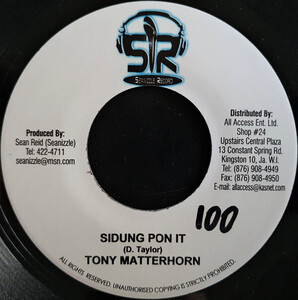 SR
SEANIZZLE RECORD
Produced By:
Sean Reid (Seanizzle)
Tel: 422-4711
seanizzle@msn.com
Distributed By:
All Access Ent. Ltd.
Shop #24
Upstairs Central Plaza
13 Constant Spring Rd.
Kingston 10, Ja. W.I.
Tel: (876) 908-4949
Fax: (876) 908-4950
E-mail: allaccess@kasnet.com
100
SIDUNG PON IT
(D. Taylor)
TONY MATTERHORN
ALL RIGHTS RESERVED. UNAUTHORISED COPYING IS STRICTLY PROHIBITED.